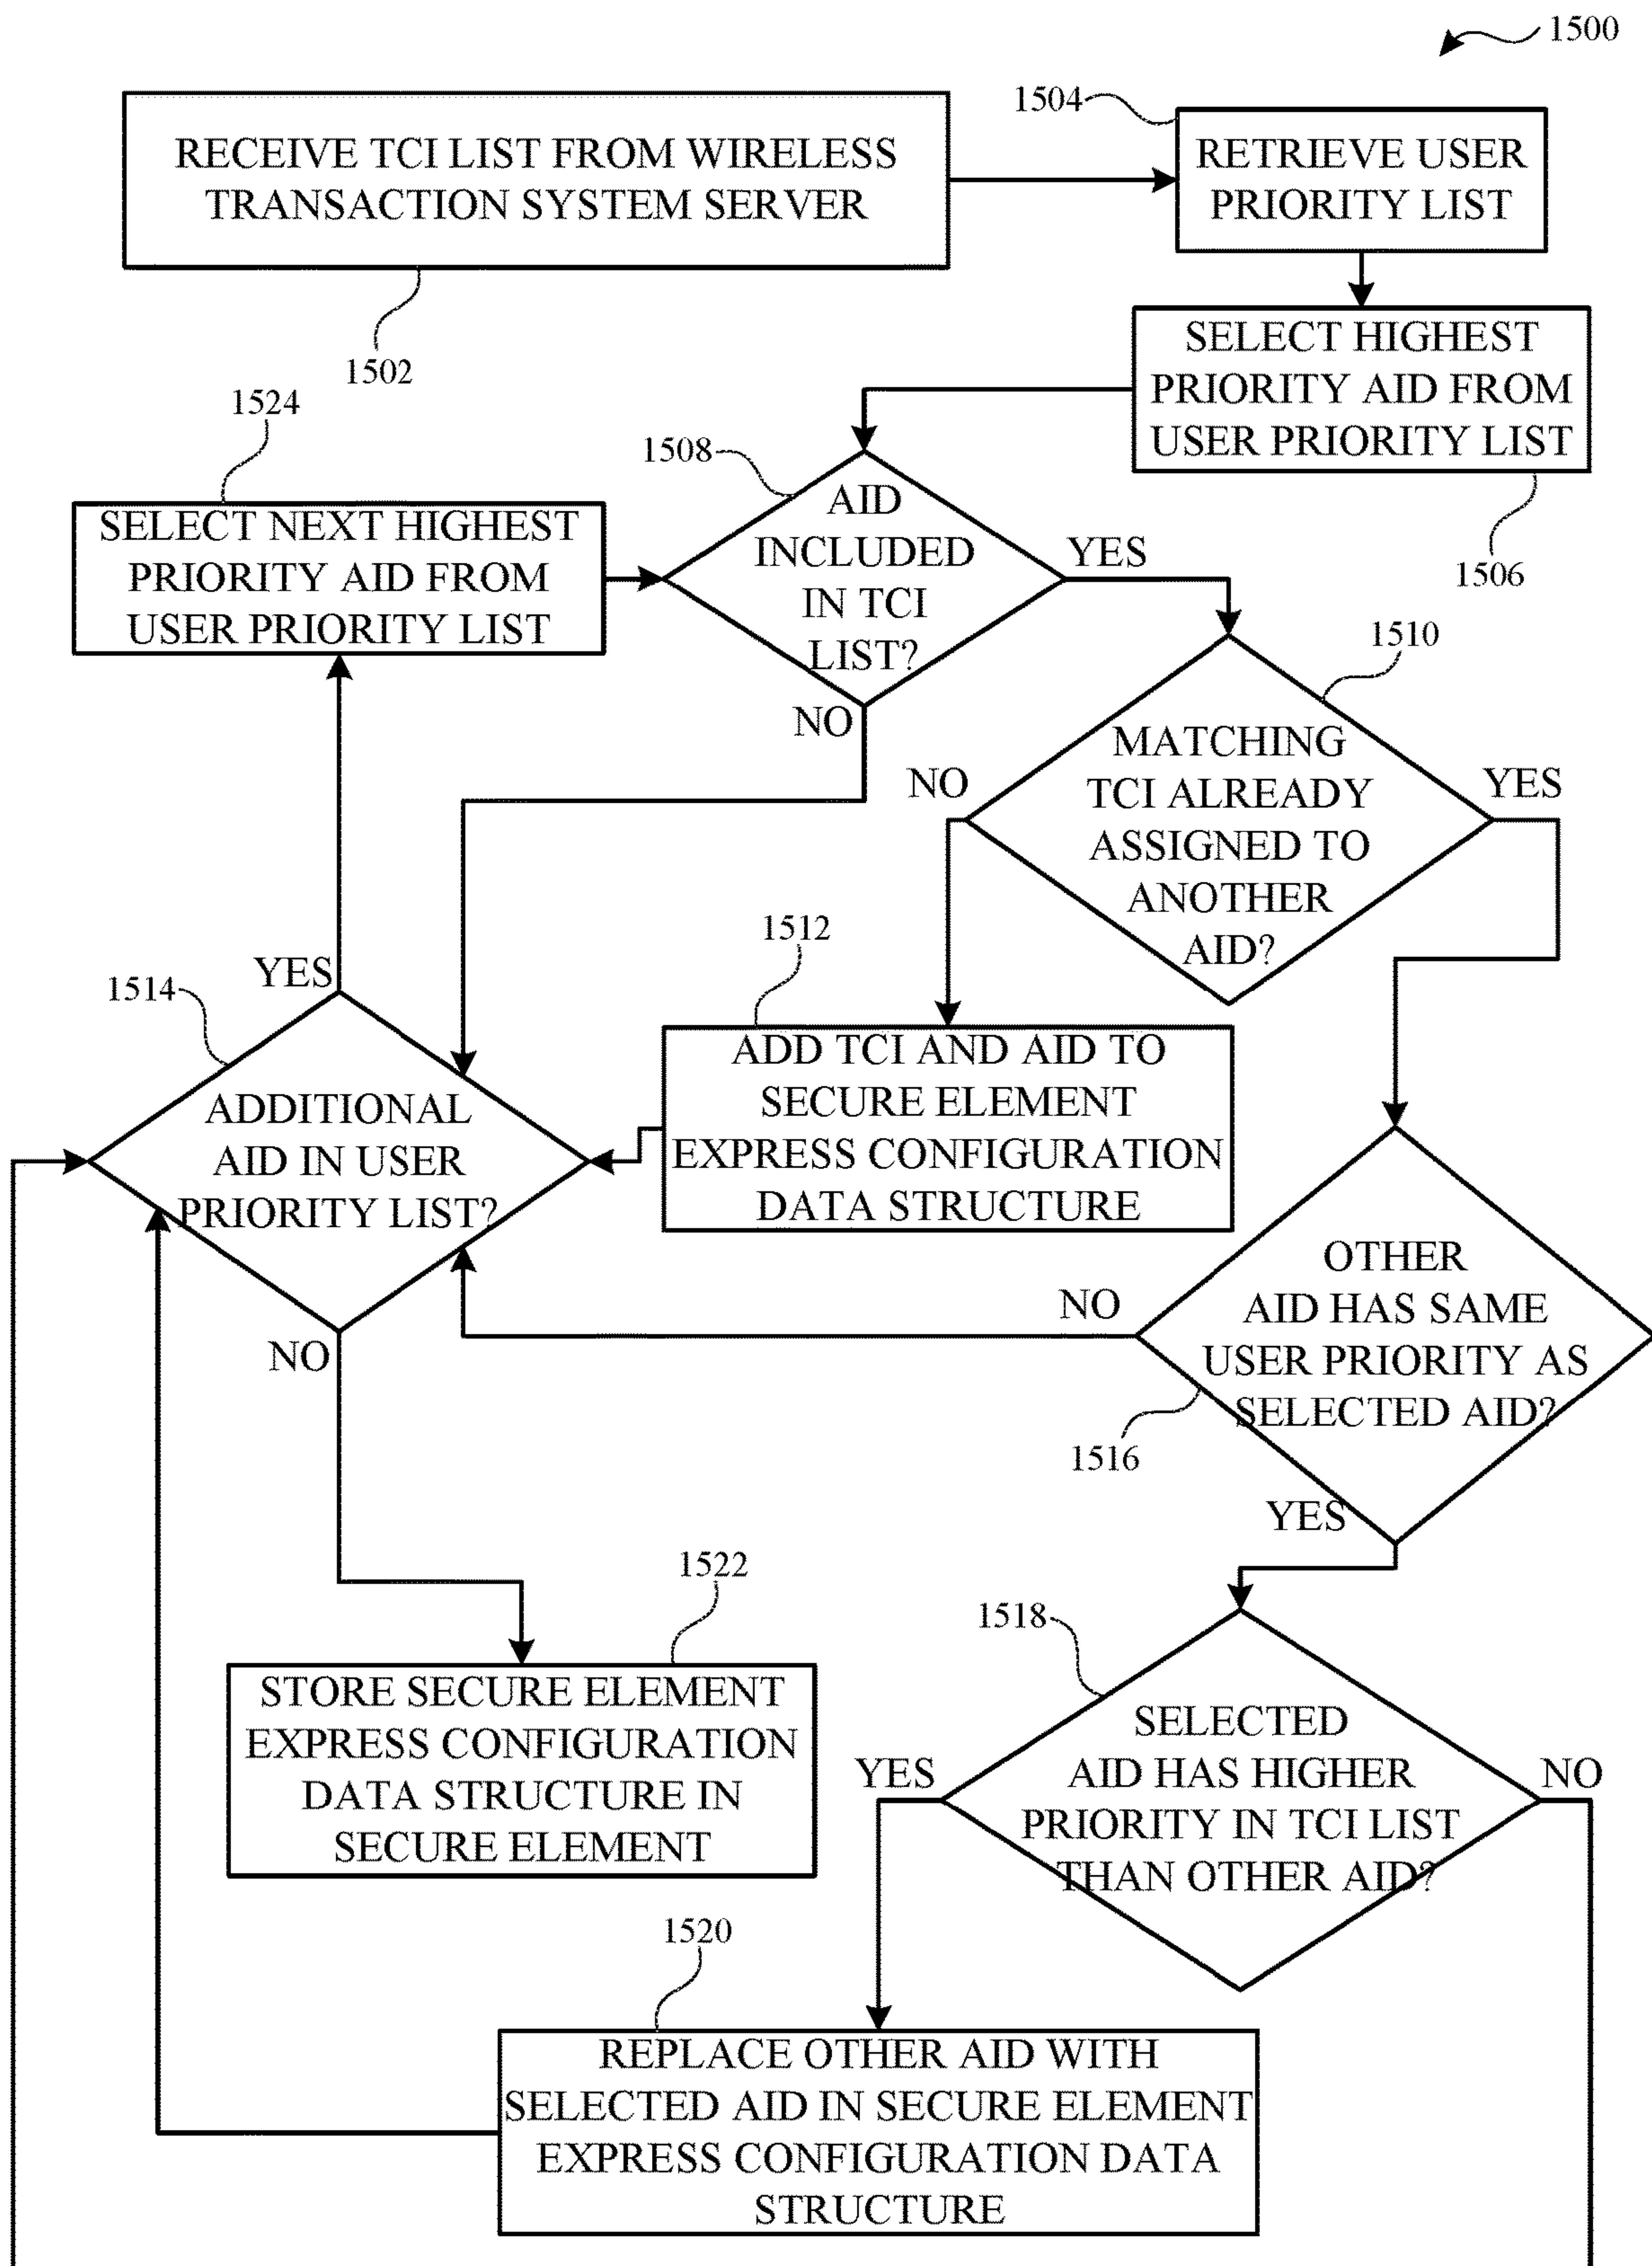 1500
RECEIVE TCI LIST FROM WIRELESS
TRANSACTION SYSTEM SERVER
1502
1504
RETRIEVE USER
PRIORITY LIST
SELECT HIGHEST
PRIORITY AID FROM
USER PRIORITY LIST
1506
1524
SELECT NEXT HIGHEST
PRIORITY AID FROM
USER PRIORITY LIST
1508
AID
INCLUDED
IN TCI
LIST?
YES
NO
1510
MATCHING
TCI ALREADY
ASSIGNED TO
ANOTHER
AID?
NO
YES
1512
ADD TCI AND AID TO
SECURE ELEMENT
EXPRESS CONFIGURATION
DATA STRUCTURE
1514
YES
ADDITIONAL
AID IN USER
PRIORITY LIST?
NO
OTHER
AID HAS SAME
USER PRIORITY AS
SELECTED AID?
NO
1516
YES
1522
STORE SECURE ELEMENT
EXPRESS CONFIGURATION
DATA STRUCTURE IN
SECURE ELEMENT
1518
SELECTED
AID HAS HIGHER
PRIORITY IN TCI LIST
THAN OTHER AID?
YES
NO
1520
REPLACE OTHER AID WITH
SELECTED AID IN SECURE ELEMENT
EXPRESS CONFIGURATION DATA
STRUCTURE